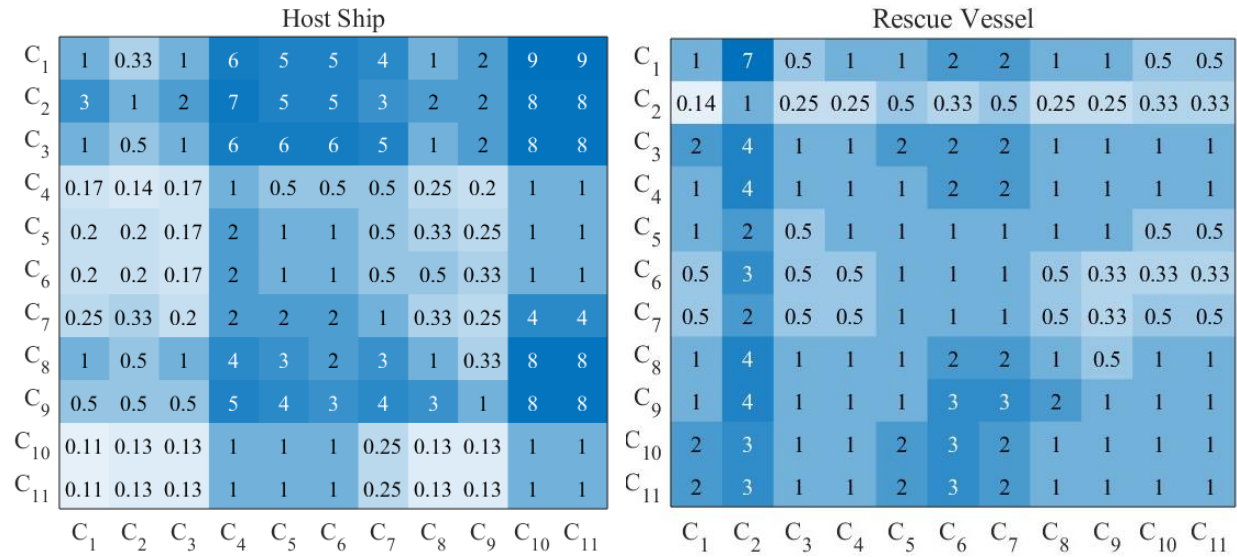 Host Ship
C1 1 0.33 1 6 5 5 4 1 2 9 9
C2 3 1 2 7 5 5 3 2 2 8 8
C3 1 0.5 1 6 6 6 5 1 2 8 8
C4 0.17 0.14 0.17 1 0.5 0.5 0.5 0.25 0.2 1 1
C5 0.2 0.2 0.17 2 1 1 0.5 0.33 0.25 1 1
C6 0.2 0.2 0.17 2 1 1 0.5 0.5 0.33 1 1
C7 0.25 0.33 0.2 2 2 2 1 0.33 0.25 4 4
C8 1 0.5 1 4 3 2 3 1 0.33 8 8
C9 0.5 0.5 0.5 5 4 3 4 3 1 8 8
C10 0.11 0.13 0.13 1 1 1 0.25 0.13 0.13 1 1
C11 0.11 0.13 0.13 1 1 1 0.25 0.13 0.13 1 1
C1 C2 C3 C4 C5 C6 C7 C8 C9 C10 C11
Rescue Vessel
C1 1 7 0.5 1 1 2 2 1 1 0.5 0.5
C2 0.14 1 0.25 0.25 0.5 0.33 0.5 0.25 0.25 0.33 0.33
C3 2 4 1 1 2 2 2 1 1 1 1
C4 1 4 1 1 1 2 2 1 1 1 1
C5 1 2 0.5 1 1 1 1 1 1 0.5 0.5
C6 0.5 3 0.5 0.5 1 1 1 0.5 0.33 0.33 0.33
C7 0.5 2 0.5 0.5 1 1 1 0.5 0.33 0.5 0.5
C8 1 4 1 1 1 2 2 1 0.5 1 1
C9 1 4 1 1 1 3 3 2 1 1 1
C10 2 3 1 1 2 3 2 1 1 1 1
C11 2 3 1 1 2 3 2 1 1 1 1
C1 C2 C3 C4 C5 C6 C7 C8 C9 C10 C11